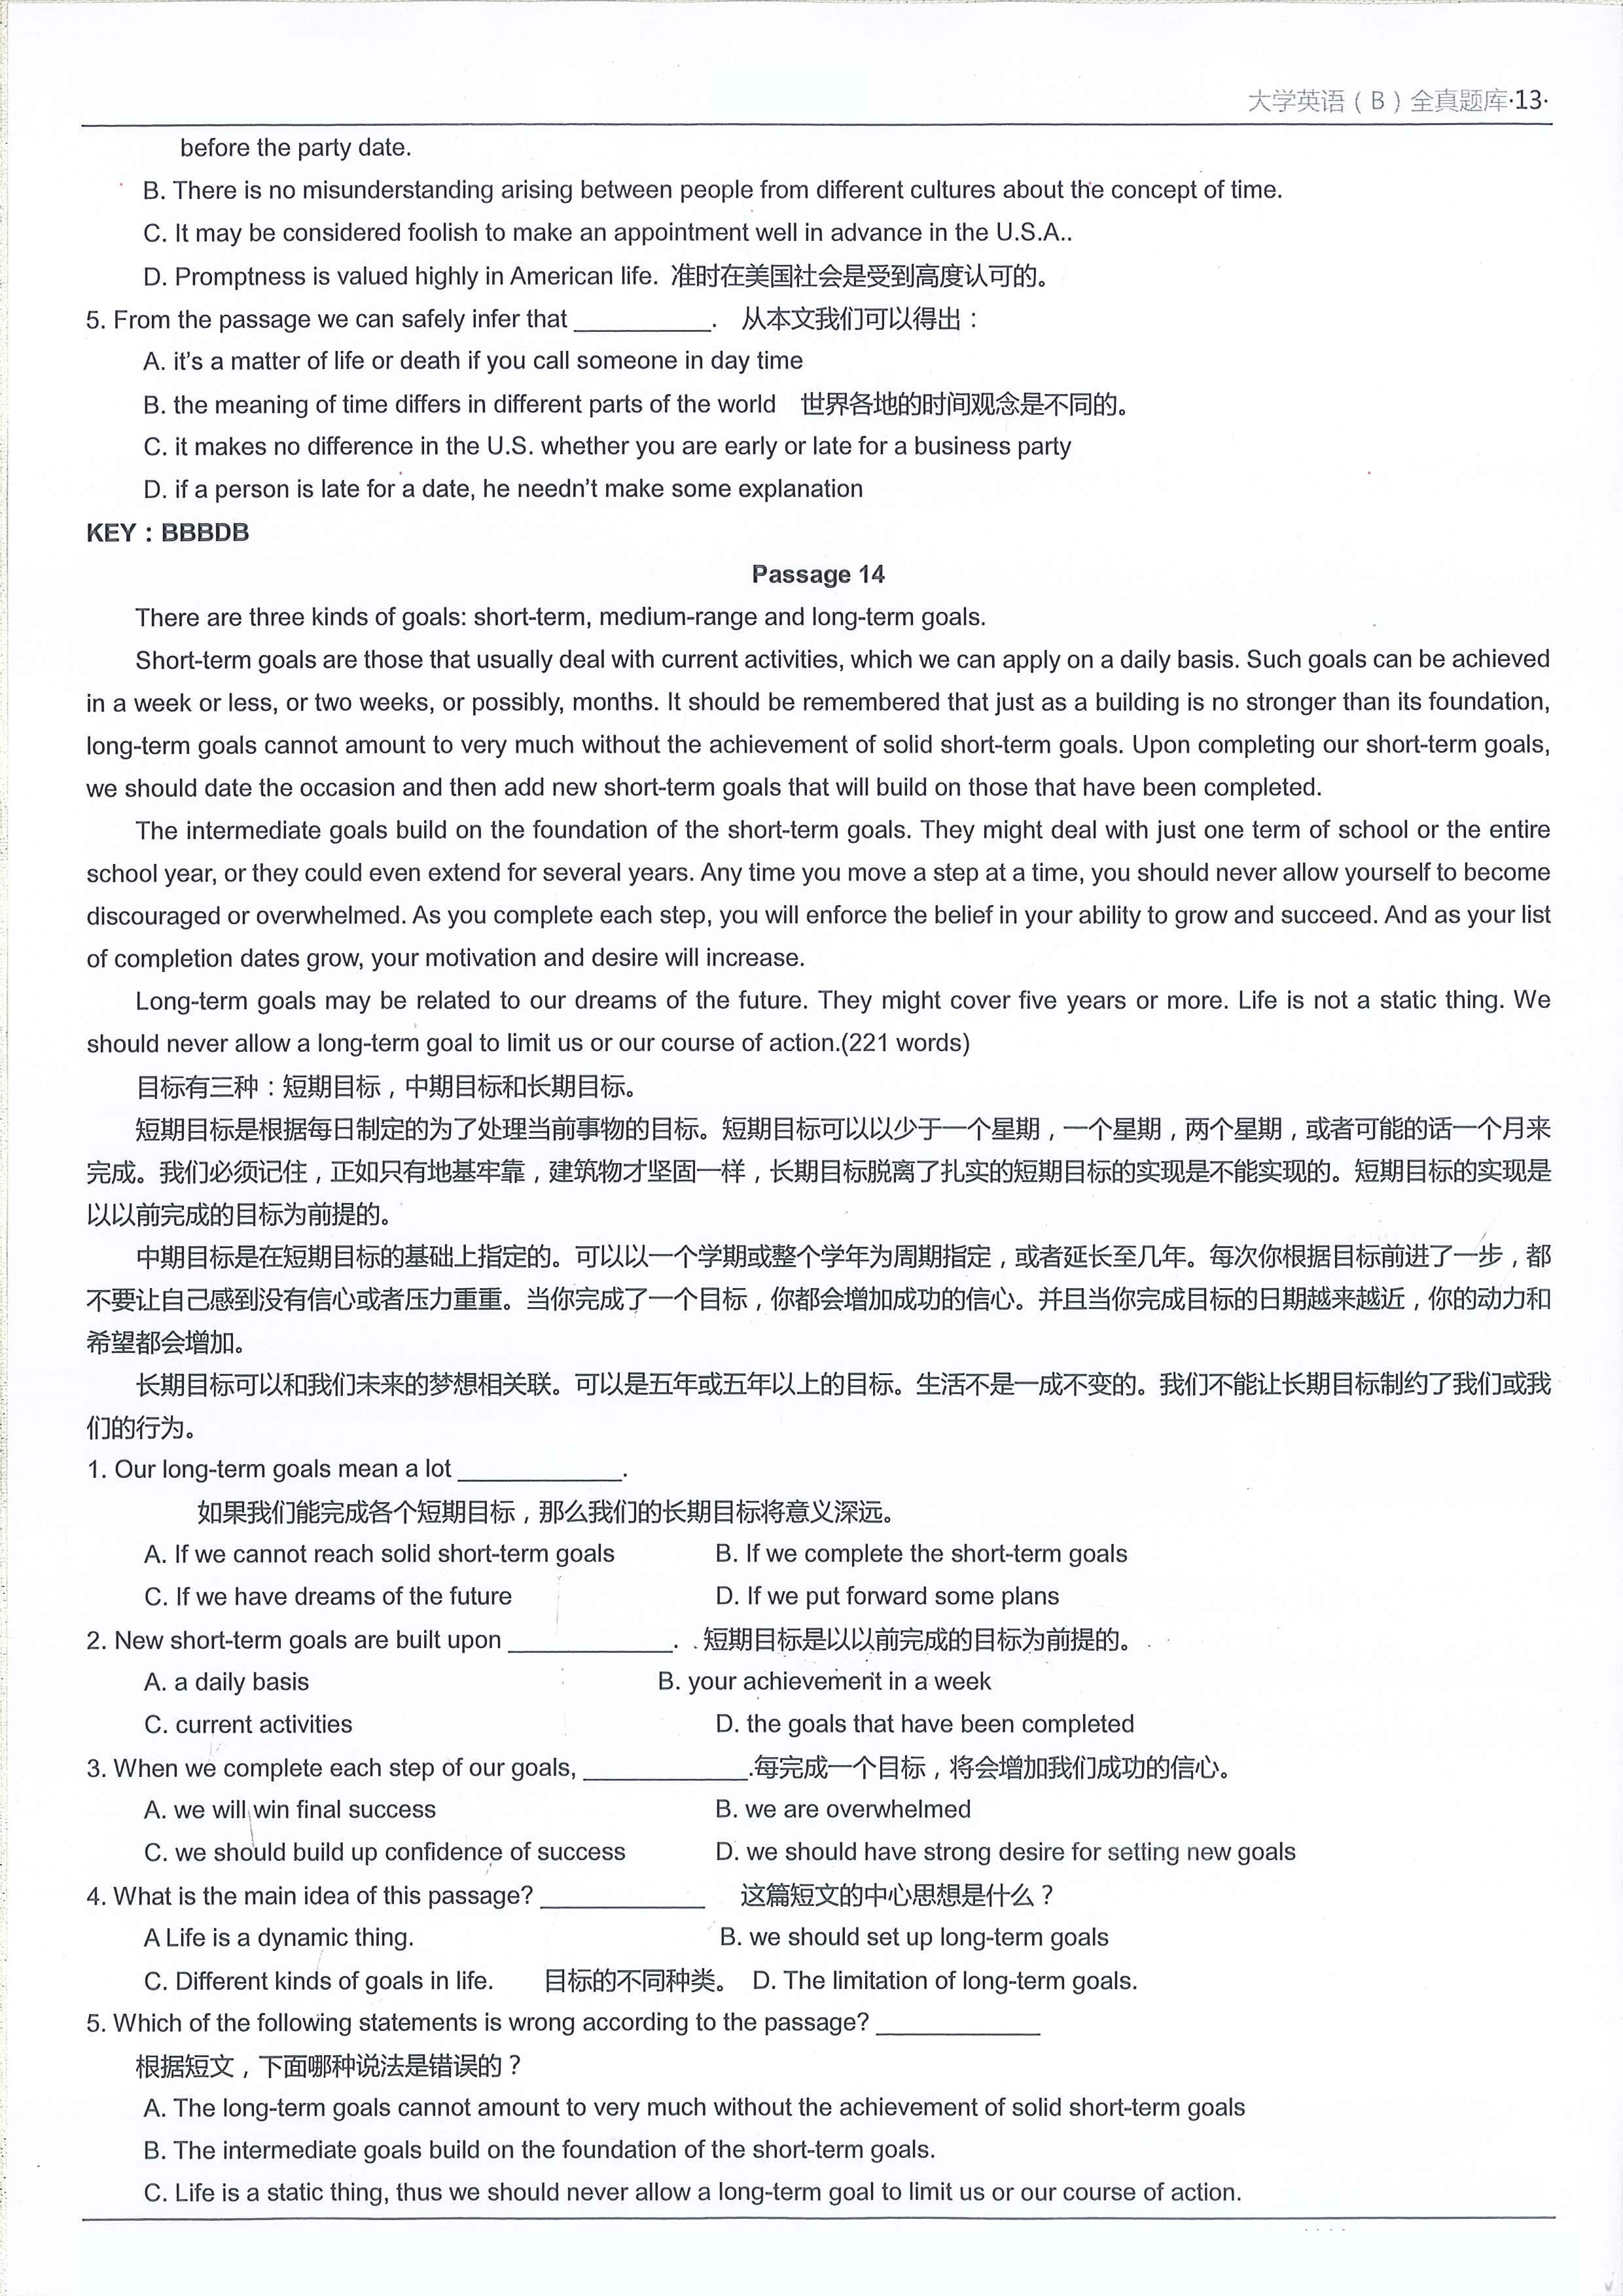 大学英语（B）全真题库·13·
before the party date.
B. There is no misunderstanding arising between people from different cultures about the concept of time.
C. It may be considered foolish to make an appointment well in advance in the U.S.A..
D. Promptness is valued highly in American life. 准时在美国社会是受到高度认可的。
5. From the passage we can safely infer that __________. 从本文我们可以得出：
A. it's a matter of life or death if you call someone in day time
B. the meaning of time differs in different parts of the world 世界各地的时间观念是不同的。
C. it makes no difference in the U.S. whether you are early or late for a business party
D. if a person is late for a date, he needn't make some explanation
KEY：BBBDB
Passage 14
There are three kinds of goals: short-term, medium-range and long-term goals.
Short-term goals are those that usually deal with current activities, which we can apply on a daily basis. Such goals can be achieved
in a week or less, or two weeks, or possibly, months. It should be remembered that just as a building is no stronger than its foundation,
long-term goals cannot amount to very much without the achievement of solid short-term goals. Upon completing our short-term goals,
we should date the occasion and then add new short-term goals that will build on those that have been completed.
The intermediate goals build on the foundation of the short-term goals. They might deal with just one term of school or the entire
school year, or they could even extend for several years. Any time you move a step at a time, you should never allow yourself to become
discouraged or overwhelmed. As you complete each step, you will enforce the belief in your ability to grow and succeed. And as your list
of completion dates grow, your motivation and desire will increase.
Long-term goals may be related to our dreams of the future. They might cover five years or more. Life is not a static thing. We
should never allow a long-term goal to limit us or our course of action.(221 words)
目标有三种：短期目标，中期目标和长期目标。
短期目标是根据每日制定的为了处理当前事物的目标。短期目标可以以少于一个星期，一个星期，两个星期，或者可能的话一个月来
完成。我们必须记住，正如只有地基牢靠，建筑物才坚固一样，长期目标脱离了扎实的短期目标的实现是不能实现的。短期目标的实现是
以以前完成的目标为前提的。
中期目标是在短期目标的基础上指定的。可以以一个学期或整个学年为周期指定，或者延长至几年。每次你根据目标前进了一步，都
不要让自己感到没有信心或者压力重重。当你完成了一个目标，你都会增加成功的信心。并且当你完成目标的日期越来越近，你的动力和
希望都会增加。
长期目标可以和我们未来的梦想相关联。可以是五年或五年以上的目标。生活不是一成不变的。我们不能让长期目标制约了我们或我
们的行为。
1. Our long-term goals mean a lot ____________.
如果我们能完成各个短期目标，那么我们的长期目标将意义深远。
A. If we cannot reach solid short-term goals B. If we complete the short-term goals
C. If we have dreams of the future D. If we put forward some plans
2. New short-term goals are built upon ____________. 短期目标是以以前完成的目标为前提的。
A. a daily basis B. your achievement in a week
C. current activities D. the goals that have been completed
3. When we complete each step of our goals, ____________.每完成一个目标，将会增加我们成功的信心。
A. we will win final success B. we are overwhelmed
C. we should build up confidence of success D. we should have strong desire for setting new goals
4. What is the main idea of this passage? ____________ 这篇短文的中心思想是什么？
A Life is a dynamic thing. B. we should set up long-term goals
C. Different kinds of goals in life. 目标的不同种类。 D. The limitation of long-term goals.
5. Which of the following statements is wrong according to the passage? ____________
根据短文，下面哪种说法是错误的？
A. The long-term goals cannot amount to very much without the achievement of solid short-term goals
B. The intermediate goals build on the foundation of the short-term goals.
C. Life is a static thing, thus we should never allow a long-term goal to limit us or our course of action.